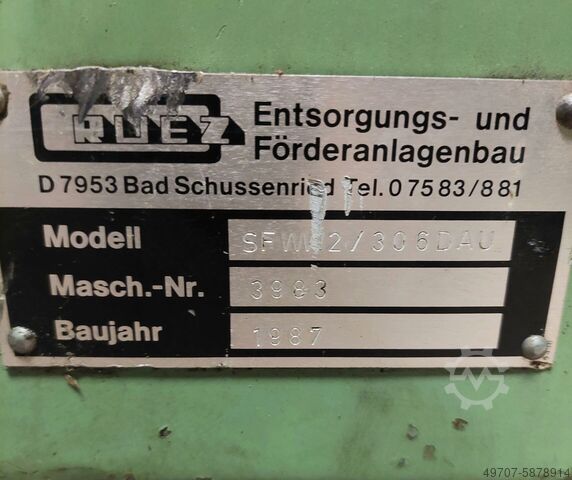 RUEZ
Entsorgungs- und
Förderanlagenbau
D 7953 Bad Schussenried Tel. 0 75 83/8 81
Modell
Masch.-Nr. 3983
Baujahr 1987
49707-5878914